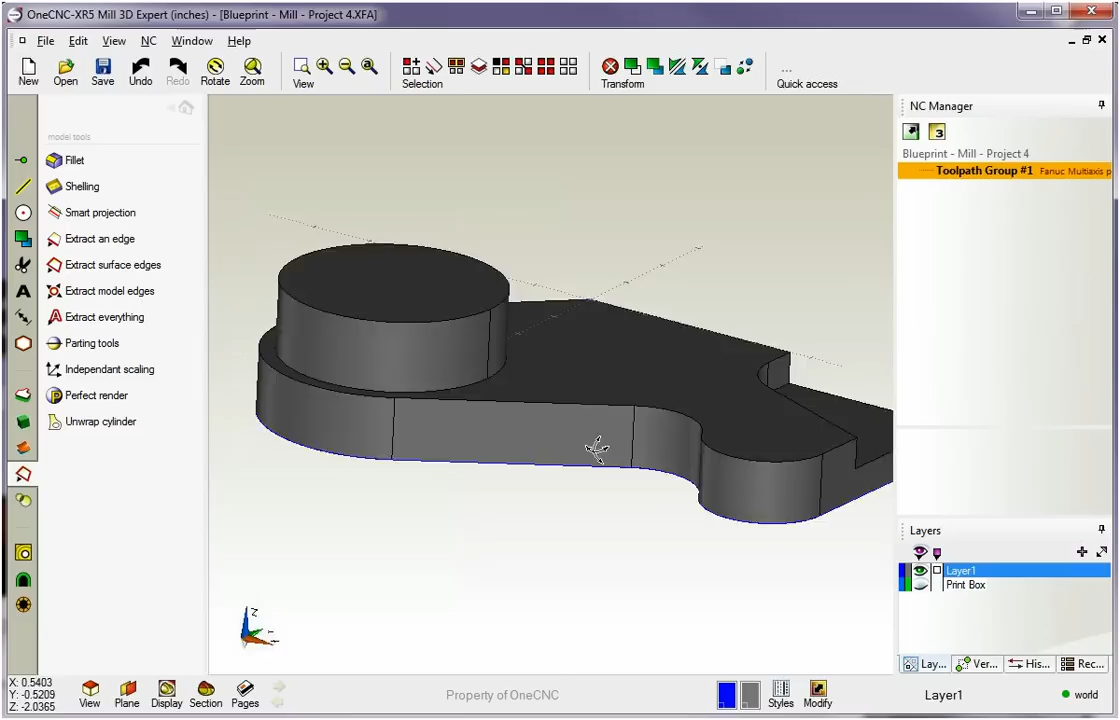 OneCNC-XR5 Mill 3D Expert (inches) - [Blueprint - Mill - Project 4.XFA]
File Edit View NC Window Help
New Open Save Undo Redo Rotate Zoom View Selection Transform Quick access
model tools
Fillet
Shelling
Smart projection
Extract an edge
Extract surface edges
Extract model edges
Extract everything
Parting tools
Independant scaling
Perfect render
Unwrap cylinder
Z
NC Manager
3
Blueprint - Mill - Project 4
Toolpath Group #1 Fanuc Multiaxis p
Layers
Layer1
Print Box
Lay... Ver... His... Rec...
X: 0.5403
Y: -0.5209
Z: -2.0365
View Plane Display Section Pages
Property of OneCNC
Styles Modify
Layer1
world